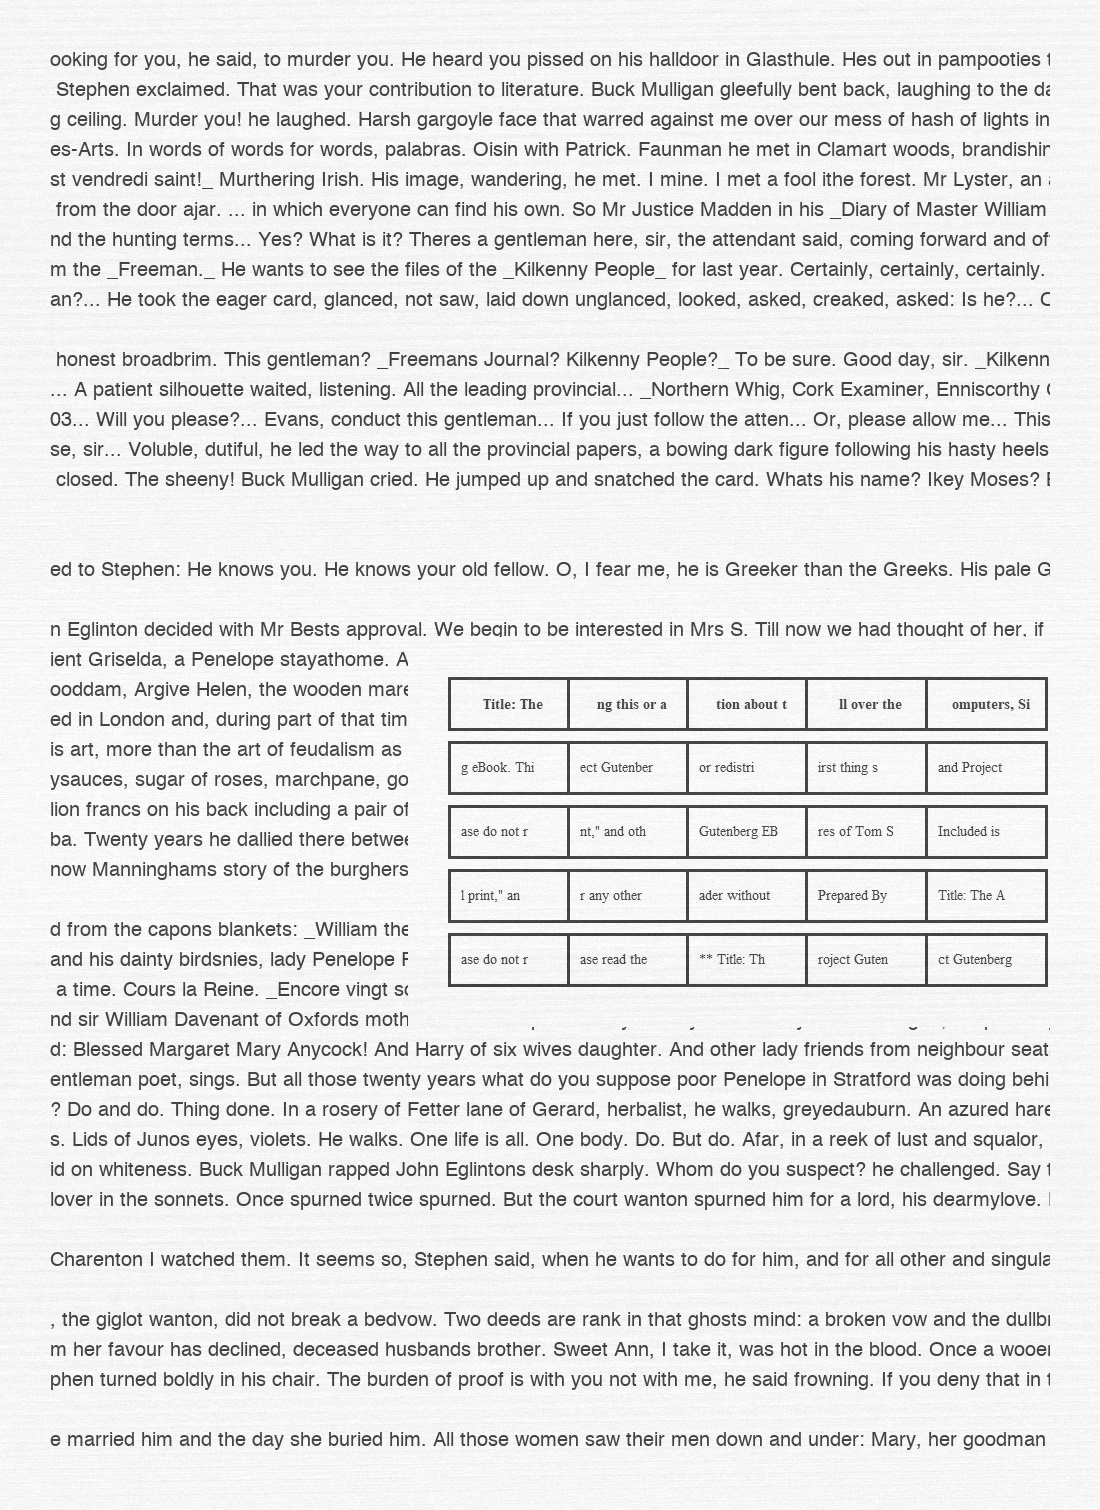 ooking for you, he said, to murder you. He heard you pissed on his halldoor in Glasthule. Hes out in pampooties
Stephen exclaimed. That was your contribution to literature. Buck Mulligan gleefully bent back, laughing to the da
g ceiling. Murder you! he laughed. Harsh gargoyle face that warred against me over our mess of hash of lights in
es-Arts. In words of words for words, palabras. Oisin with Patrick. Faunman he met in Clamart woods, brandishin
st vendredi saint!_ Murthering Irish. His image, wandering, he met. I mine. I met a fool ithe forest. Mr Lyster, an
from the door ajar. ... in which everyone can find his own. So Mr Justice Madden in his _Diary of Master William
nd the hunting terms... Yes? What is it? Theres a gentleman here, sir, the attendant said, coming forward and of
m the _Freeman._ He wants to see the files of the _Kilkenny People_ for last year. Certainly, certainly, certainly.
an?... He took the eager card, glanced, not saw, laid down unglanced, looked, asked, creaked, asked: Is he?...
honest broadbrim. This gentleman? _Freemans Journal? Kilkenny People?_ To be sure. Good day, sir. _Kilkenn
... A patient silhouette waited, listening. All the leading provincial... _Northern Whig, Cork Examiner, Enniscorthy
03... Will you please?... Evans, conduct this gentleman... If you just follow the atten... Or, please allow me... This
se, sir... Voluble, dutiful, he led the way to all the provincial papers, a bowing dark figure following his hasty heels
closed. The sheeny! Buck Mulligan cried. He jumped up and snatched the card. Whats his name? Ikey Moses?
ed to Stephen: He knows you. He knows your old fellow. O, I fear me, he is Greeker than the Greeks. His pale G
n Eglinton decided with Mr Bests approval. We begin to be interested in Mrs S. Till now we had thought of her, if
ient Griselda, a Penelope stayathome. A
ooddam, Argive Helen, the wooden mare
ed in London and, during part of that tim
is art, more than the art of feudalism as
ysauces, sugar of roses, marchpane, go
lion francs on his back including a pair of
ba. Twenty years he dallied there betwee
now Manninghams story of the burghers
d from the capons blankets: _William the
and his dainty birdsnies, lady Penelope
a time. Cours la Reine. _Encore vingt so
nd sir William Davenant of Oxfords moth
Title: The ng this or a tion about t ll over the omputers, Si
g eBook. Thi ect Gutenber or redistri irst thing s and Project
ase do not r nt," and oth Gutenberg EB res of Tom S Included is
l print," an r any other ader without Prepared By Title: The A
ase do not r ase read the ** Title: Th roject Guten ct Gutenberg
d: Blessed Margaret Mary Anycock! And Harry of six wives daughter. And other lady friends from neighbour seat
entleman poet, sings. But all those twenty years what do you suppose poor Penelope in Stratford was doing behi
? Do and do. Thing done. In a rosery of Fetter lane of Gerard, herbalist, he walks, greyedauburn. An azured hare
s. Lids of Junos eyes, violets. He walks. One life is all. One body. Do. But do. Afar, in a reek of lust and squalor,
id on whiteness. Buck Mulligan rapped John Eglintons desk sharply. Whom do you suspect? he challenged. Say
lover in the sonnets. Once spurned twice spurned. But the court wanton spurned him for a lord, his dearmylove.
Charenton I watched them. It seems so, Stephen said, when he wants to do for him, and for all other and singula
, the giglot wanton, did not break a bedvow. Two deeds are rank in that ghosts mind: a broken vow and the dullbr
m her favour has declined, deceased husbands brother. Sweet Ann, I take it, was hot in the blood. Once a wooer
phen turned boldly in his chair. The burden of proof is with you not with me, he said frowning. If you deny that in
e married him and the day she buried him. All those women saw their men down and under: Mary, her goodman